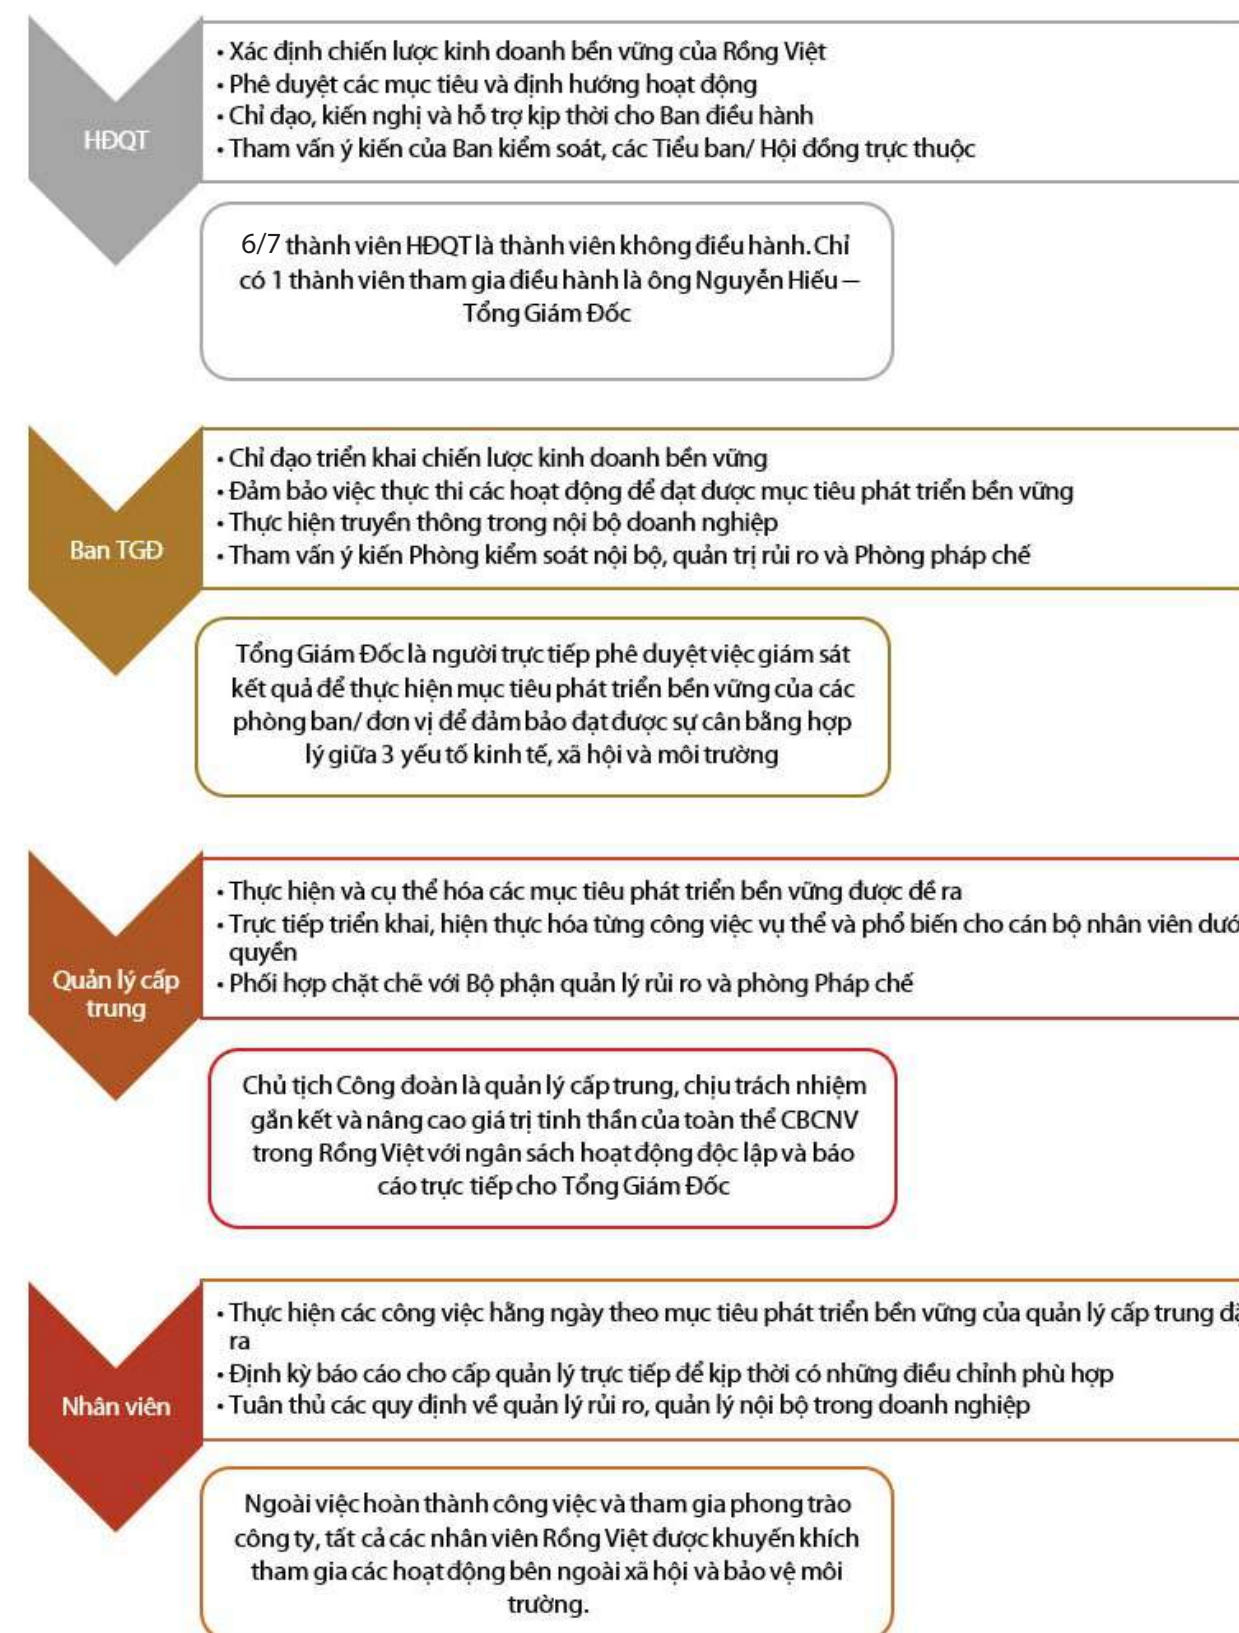 HĐQT
• Xác định chiến lược kinh doanh bền vững của Rồng Việt
• Phê duyệt các mục tiêu và định hướng hoạt động
• Chỉ đạo, kiến nghị và hỗ trợ kịp thời cho Ban điều hành
• Tham vấn ý kiến của Ban kiểm soát, các Tiểu ban/ Hội đồng trực thuộc
6/7 thành viên HĐQT là thành viên không điều hành. Chỉ
có 1 thành viên tham gia điều hành là ông Nguyễn Hiếu –
Tổng Giám Đốc
Ban TGĐ
• Chỉ đạo triển khai chiến lược kinh doanh bền vững
• Đảm bảo việc thực thi các hoạt động để đạt được mục tiêu phát triển bền vững
• Thực hiện truyền thông trong nội bộ doanh nghiệp
• Tham vấn ý kiến Phòng kiểm soát nội bộ, quản trị rủi ro và Phòng pháp chế
Tổng Giám Đốc là người trực tiếp phê duyệt việc giám sát
kết quả để thực hiện mục tiêu phát triển bền vững của các
phòng ban/ đơn vị để đảm bảo đạt được sự cân bằng hợp
lý giữa 3 yếu tố kinh tế, xã hội và môi trường
Quản lý cấp
trung
• Thực hiện và cụ thể hóa các mục tiêu phát triển bền vững được đề ra
• Trực tiếp triển khai, hiện thực hóa từng công việc vụ thể và phổ biến cho cán bộ nhân viên
quyền
• Phối hợp chặt chẽ với Bộ phận quản lý rủi ro và phòng Pháp chế
Chủ tịch Công đoàn là quản lý cấp trung, chịu trách nhiệm
gắn kết và nâng cao giá trị tinh thần của toàn thể CBCNV
trong Rồng Việt với ngân sách hoạt động độc lập và báo
cáo trực tiếp cho Tổng Giám Đốc
Nhân viên
• Thực hiện các công việc hằng ngày theo mục tiêu phát triển bền vững của quản lý cấp trung
ra
• Định kỳ báo cáo cho cấp quản lý trực tiếp để kịp thời có những điều chỉnh phù hợp
• Tuân thủ các quy định về quản lý rủi ro, quản lý nội bộ trong doanh nghiệp
Ngoài việc hoàn thành công việc và tham gia phong trào
công ty, tất cả các nhân viên Rồng Việt được khuyến khích
tham gia các hoạt động bên ngoài xã hội và bảo vệ môi
trường.